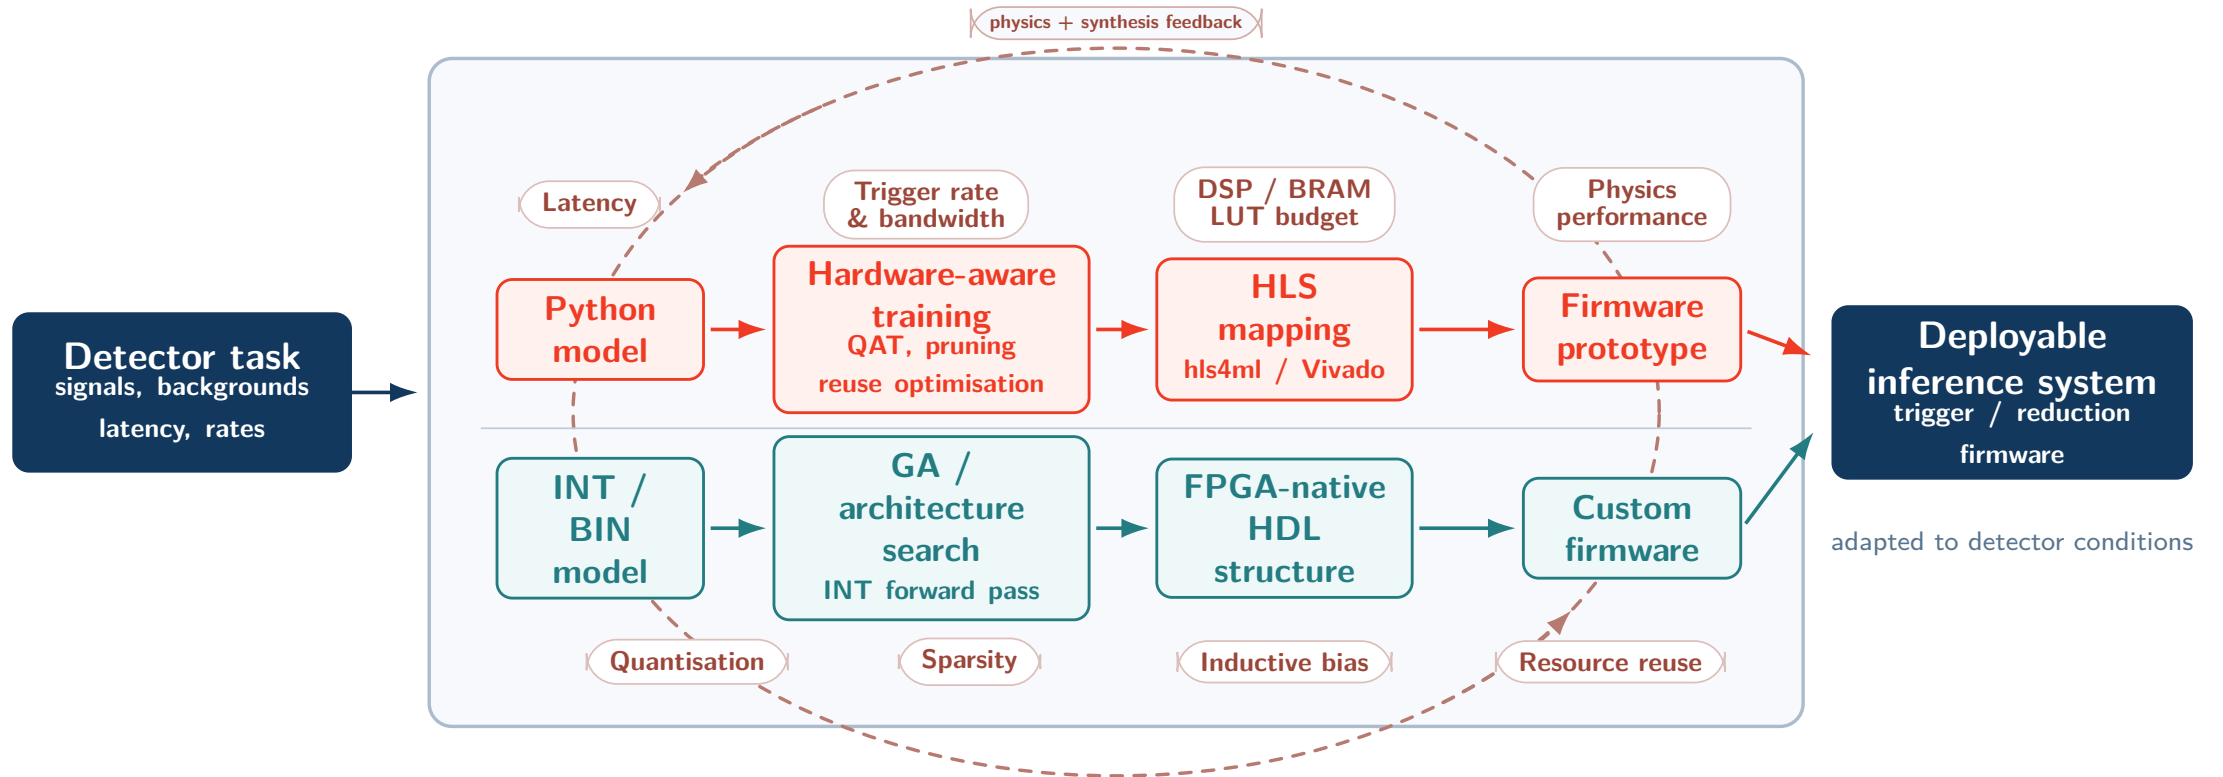 physics + synthesis feedback
Latency
Trigger rate
& bandwidth
DSP / BRAM
LUT budget
Physics
performance
Detector task
signals, backgrounds
latency, rates
Python
model
Hardware-aware
training
QAT, pruning
reuse optimisation
HLS
mapping
hls4ml / Vivado
Firmware
prototype
INT /
BIN
model
GA /
architecture
search
INT forward pass
FPGA-native
HDL
structure
Custom
firmware
Deployable
inference system
trigger / reduction
firmware
adapted to detector conditions
Quantisation
Sparsity
Inductive bias
Resource reuse